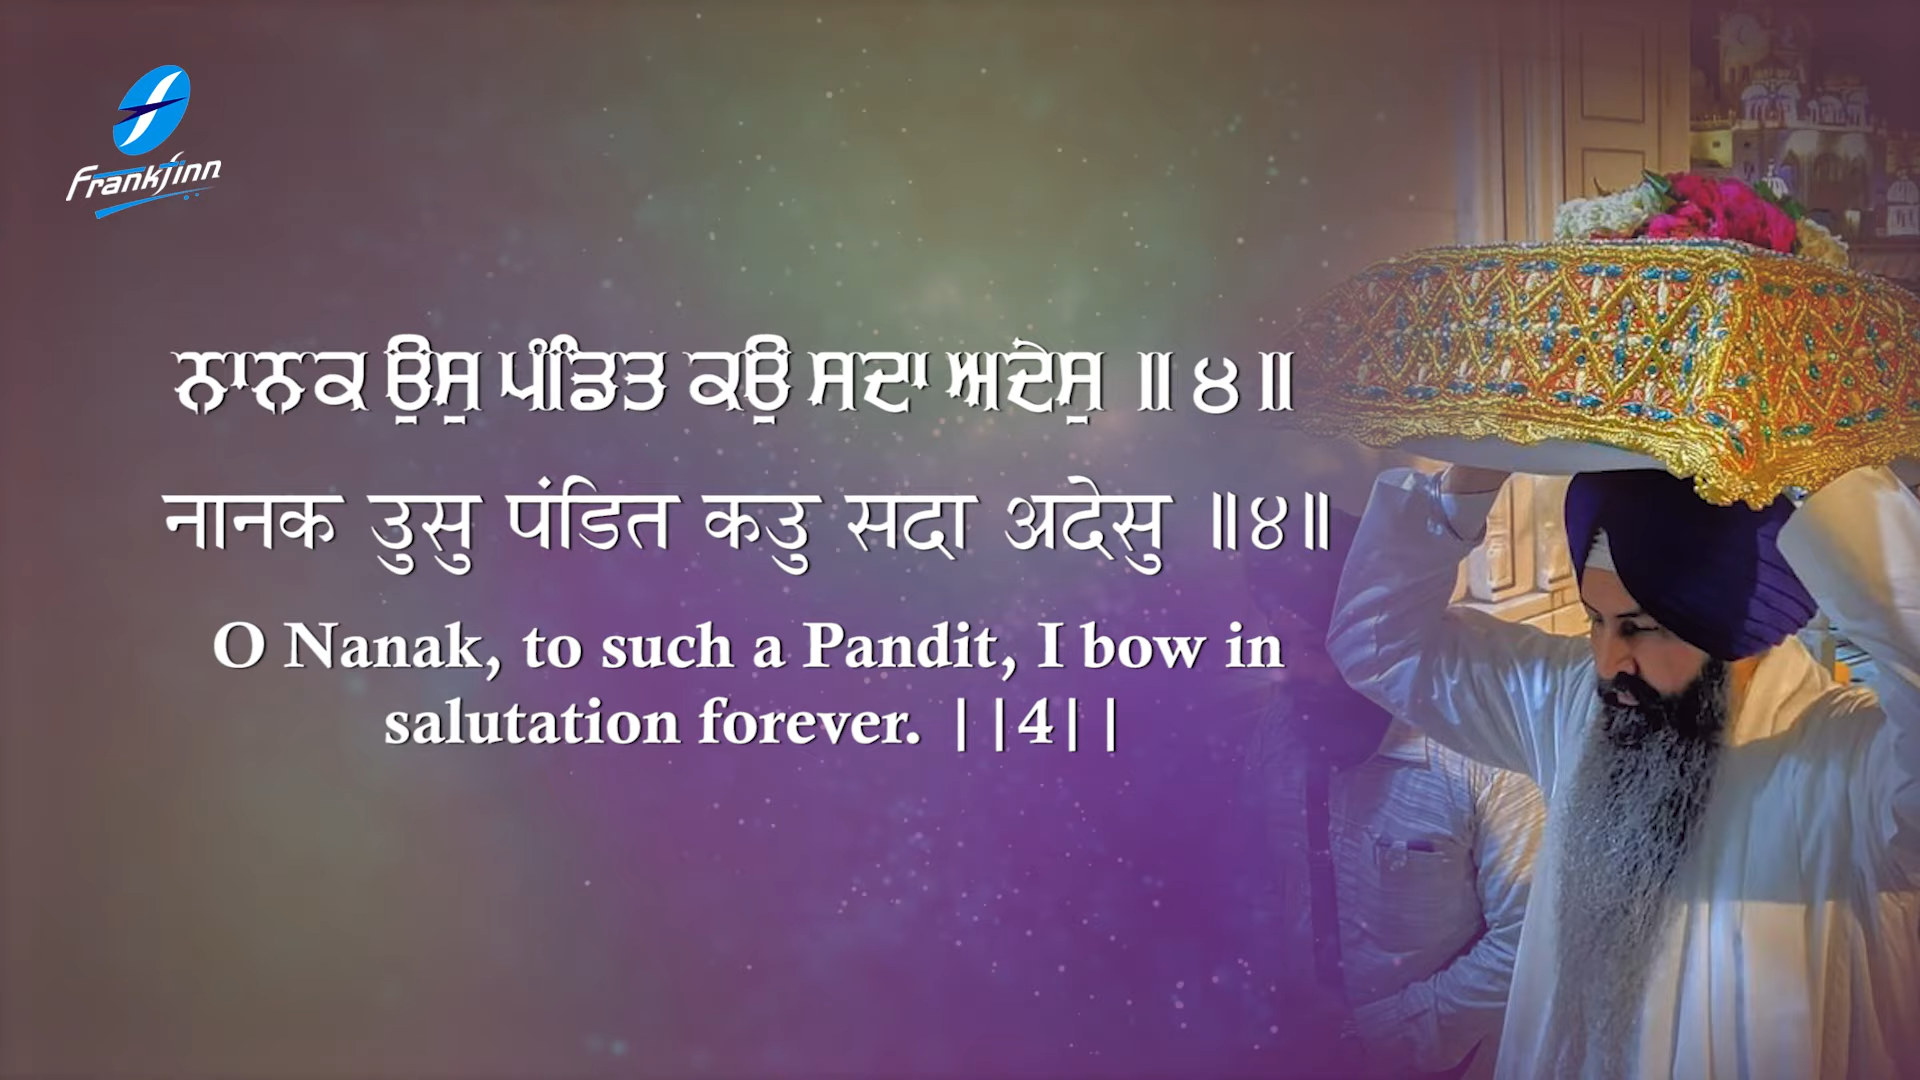 Frankfinn
ਨਾਨਕ ਉਸੁ ਪੰਡਿਤ ਕਉ ਸਦਾ ਅਦੇਸੁ ॥੪॥
नानक उसु पंडित कउ सदा अदेसु ॥४॥
O Nanak, to such a Pandit, I bow in
salutation forever. ||4||